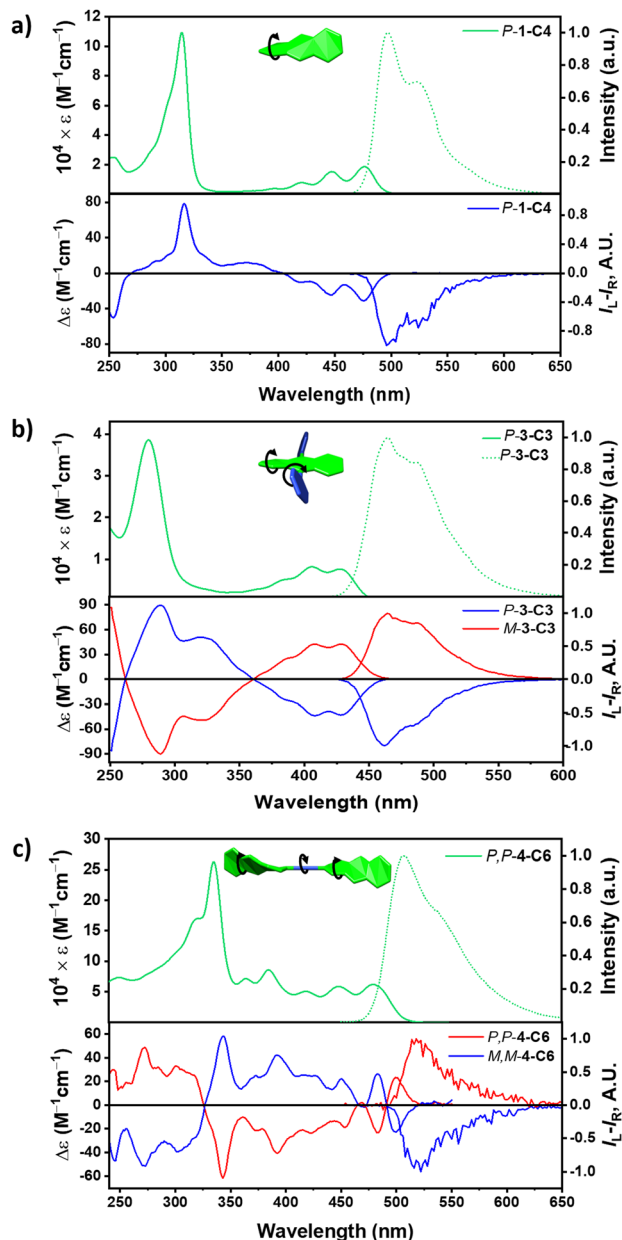 a)
P-1-C4
12
10
8
6
4
2
1.0
0.8
0.6
0.4
0.2
10⁴ × ε (M⁻¹cm⁻¹)
Intensity (a.u.)
P-1-C4
80
40
0
-40
-80
0.8
0.4
0.0
-0.4
-0.8
Δε (M⁻¹cm⁻¹)
I_L-I_R, A.U.
250 300 350 400 450 500 550 600 650
Wavelength (nm)
b)
P-3-C3
P-3-C3
4
3
2
1
1.0
0.8
0.6
0.4
0.2
10⁴ × ε (M⁻¹cm⁻¹)
Intensity (a.u.)
P-3-C3
M-3-C3
90
60
30
0
-30
-60
-90
1.0
0.5
0.0
-0.5
-1.0
Δε (M⁻¹cm⁻¹)
I_L-I_R, A.U.
250 300 350 400 450 500 550 600
Wavelength (nm)
c)
P,P-4-C6
30
25
20
15
10
5
1.0
0.8
0.6
0.4
0.2
10⁴ × ε (M⁻¹cm⁻¹)
Intensity (a.u.)
P,P-4-C6
M,M-4-C6
60
40
20
0
-20
-40
-60
1.0
0.5
0.0
-0.5
-1.0
Δε (M⁻¹cm⁻¹)
I_L-I_R, A.U.
250 300 350 400 450 500 550 600 650
Wavelength (nm)